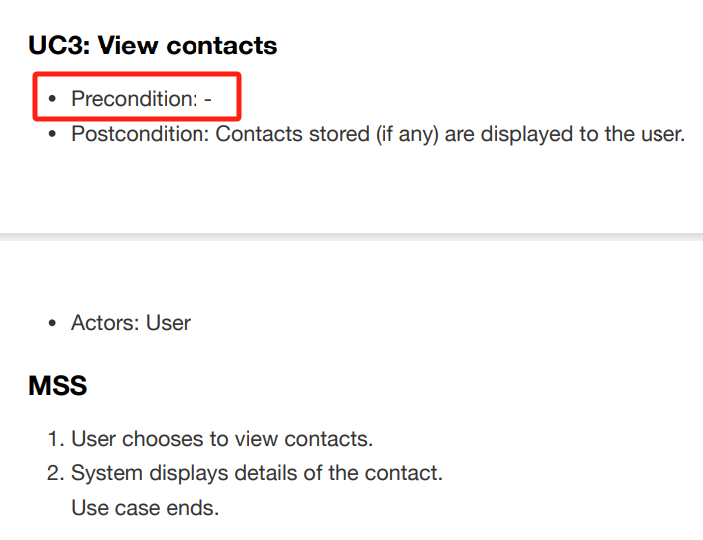 UC3: View contacts
• Precondition: -
• Postcondition: Contacts stored (if any) are displayed to the user.
• Actors: User
MSS
1. User chooses to view contacts.
2. System displays details of the contact.
Use case ends.